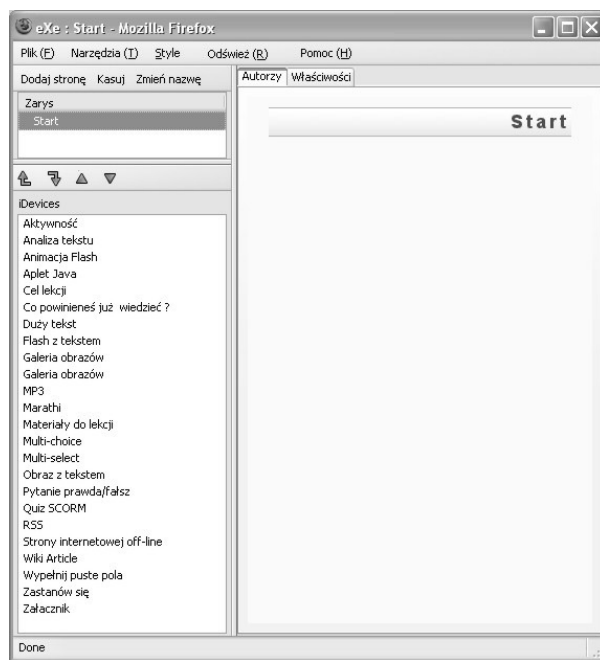 eXe : Start - Mozilla Firefox
Plik (F) Narzędzia (T) Style Odśwież (R) Pomoc (H)
Dodaj stronę Kasuj Zmień nazwę
Zarys
Start
iDevices
Aktywność
Analiza tekstu
Animacja Flash
Aplet Java
Cel lekcji
Co powinieneś już wiedzieć ?
Duży tekst
Flash z tekstem
Galeria obrazów
Galeria obrazów
MP3
Marathi
Materiały do lekcji
Multi-choice
Multi-select
Obraz z tekstem
Pytanie prawda/fałsz
Quiz SCORM
RSS
Strony internetowej off-line
Wiki Article
Wypełnij puste pola
Zastanów się
Załacznik
Autorzy Właściwości
Start
Done